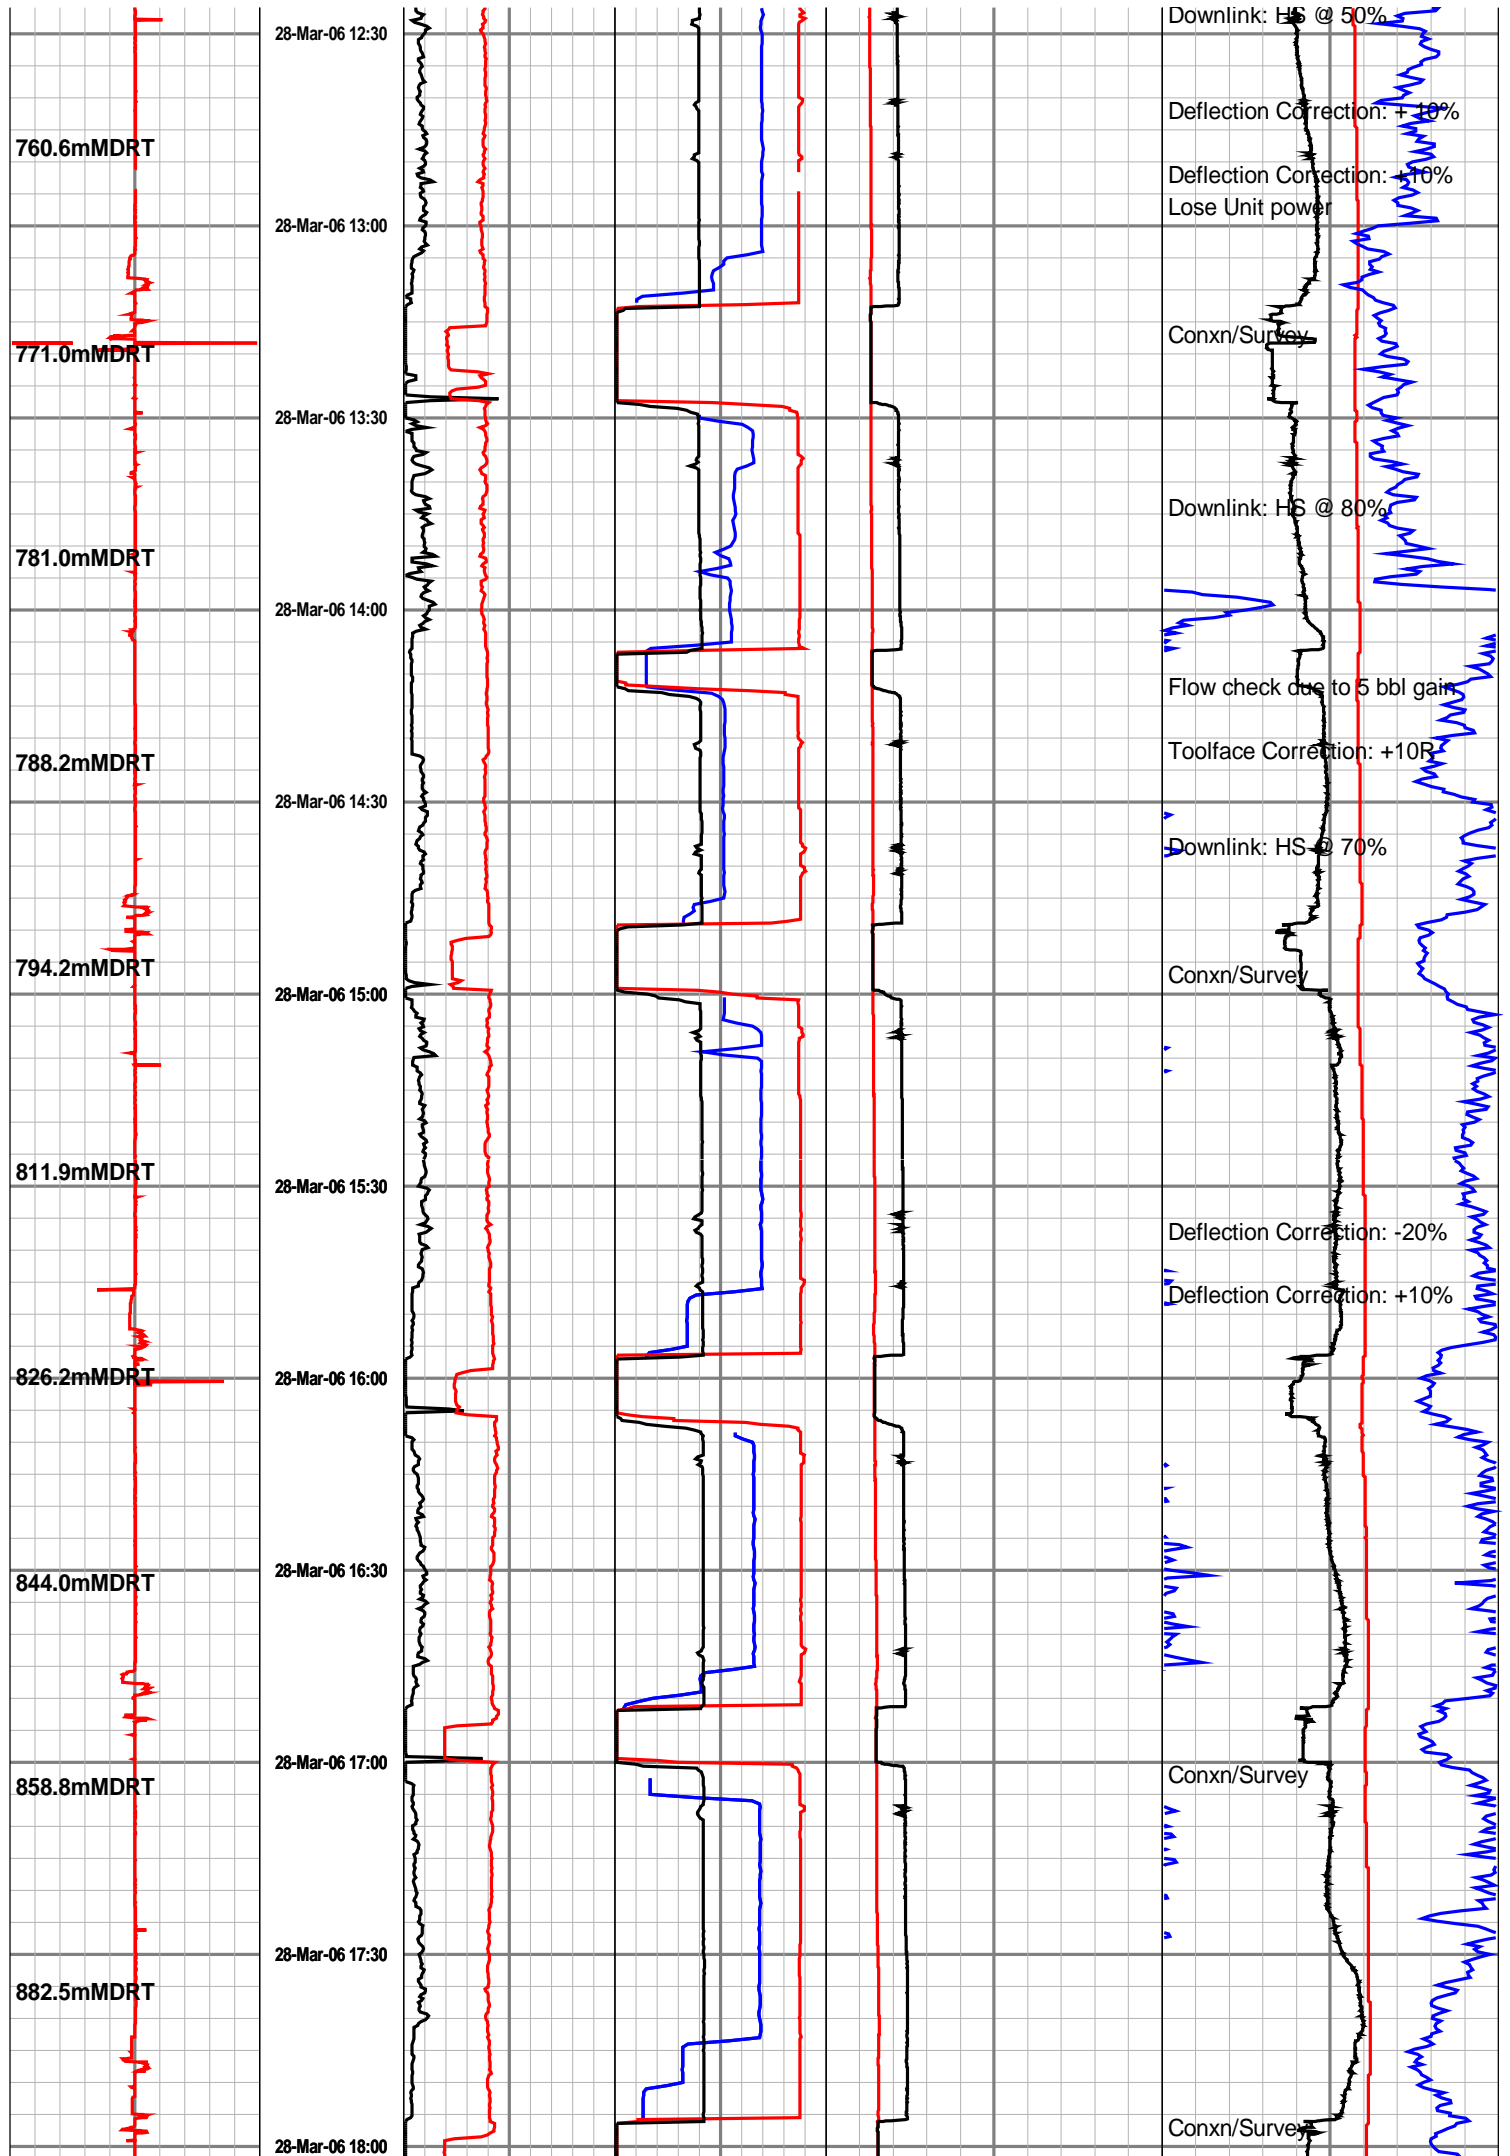 Downlink: HS @ 50%
28-Mar-06 12:30
Deflection Correction: + 10%
760.6mMDRT
Deflection Correction: +10%
Lose Unit power
28-Mar-06 13:00
Conxn/Survey
771.0mMDRT
28-Mar-06 13:30
Downlink: HS @ 80%
781.0mMDRT
28-Mar-06 14:00
Flow check due to 5 bbl gain
Toolface Correction: +10R
788.2mMDRT
28-Mar-06 14:30
Downlink: HS @ 70%
794.2mMDRT
Conxn/Survey
28-Mar-06 15:00
811.9mMDRT
28-Mar-06 15:30
Deflection Correction: -20%
Deflection Correction: +10%
826.2mMDRT
28-Mar-06 16:00
28-Mar-06 16:30
844.0mMDRT
28-Mar-06 17:00
Conxn/Survey
858.8mMDRT
28-Mar-06 17:30
882.5mMDRT
Conxn/Survey
28-Mar-06 18:00